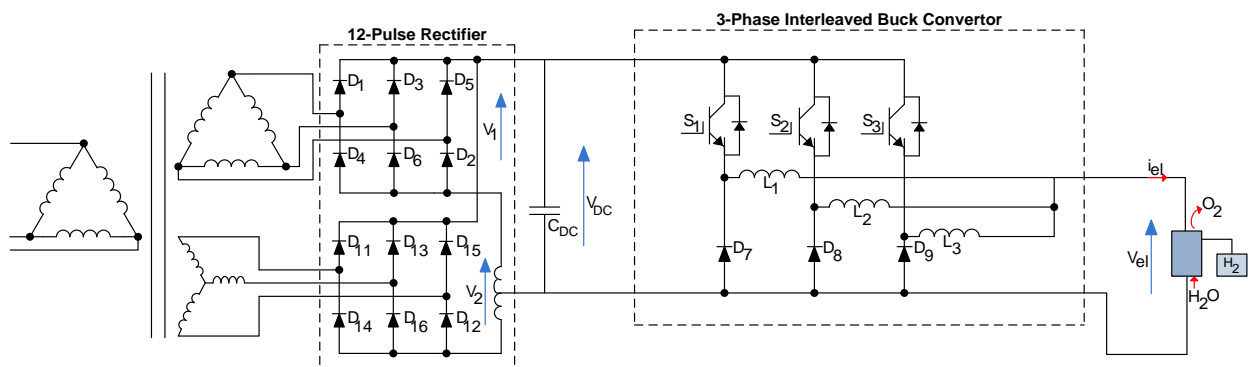 3-Phase Interleaved Buck Convertor
12-Pulse Rectifier
D1
D3
D5
V1
D4
D6
D2
D11
D13
D15
V2
D14
D16
D12
CDC
VDC
S1
S2
S3
L1
L2
L3
D7
D8
D9
iel
O2
Vel
H2
H2O